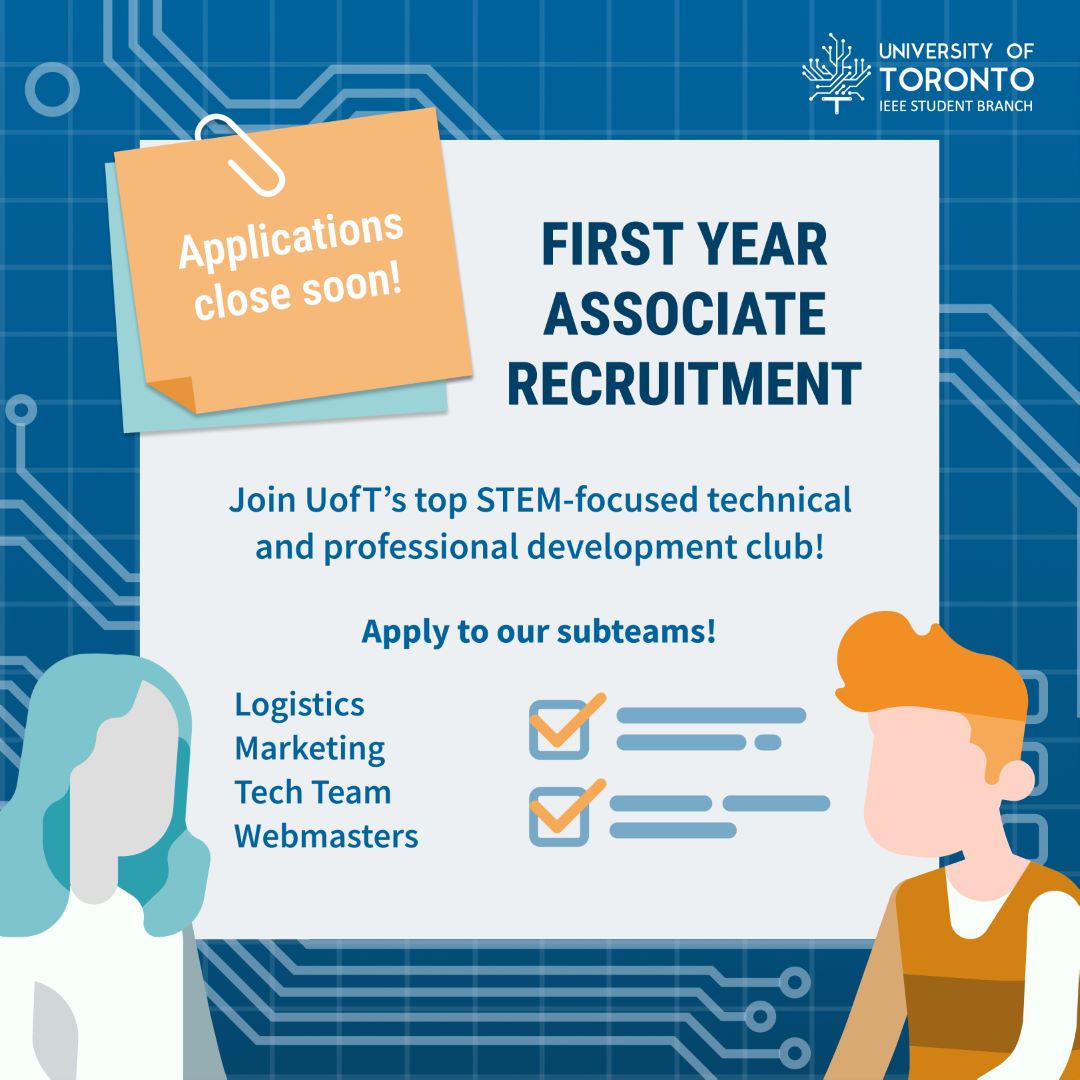 UNIVERSITY OF
TORONTO
IEEE STUDENT BRANCH
Applications
close soon!
FIRST YEAR
ASSOCIATE
RECRUITMENT
Join UofT’s top STEM-focused technical
and professional development club!
Apply to our subteams!
Logistics
Marketing
Tech Team
Webmasters